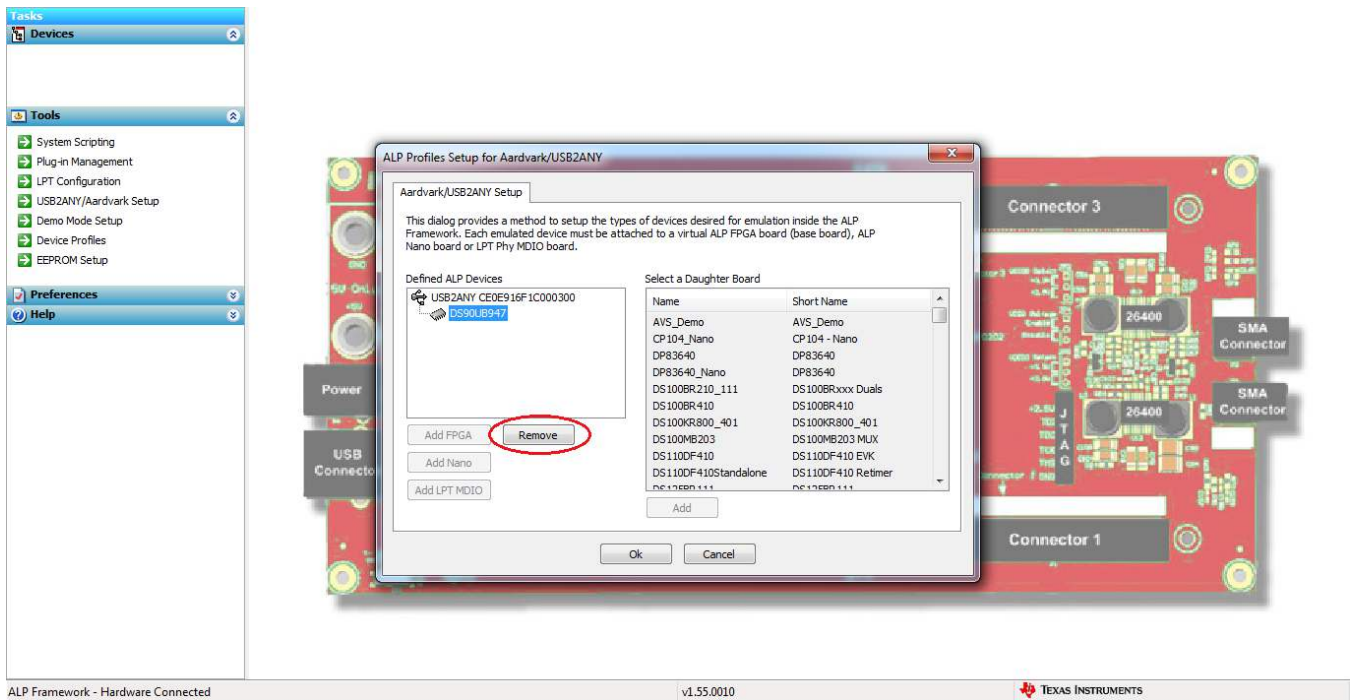 Tasks
Devices
Tools
System Scripting
Plug-in Management
LPT Configuration
USB2ANY/Aardvark Setup
Demo Mode Setup
Device Profiles
EEPROM Setup
Preferences
Help
ALP Profiles Setup for Aardvark/USB2ANY
Aardvark/USB2ANY Setup
This dialog provides a method to setup the types of devices desired for emulation inside the ALP
Framework. Each emulated device must be attached to a virtual ALP FPGA board (base board), ALP
Nano board or LPT Phy MDIO board.
Defined ALP Devices
USB2ANY CE0E916F1C000300
DS90UB947
Add FPGA Remove
Add Nano
Add LPT MDIO
Select a Daughter Board
Name Short Name
AVS_Demo AVS_Demo
CP104_Nano CP104 - Nano
DP83640 DP83640
DP83640_Nano DP83640
DS100BR210_111 DS100BRxxx Duals
DS100BR410 DS100BR410
DS100KR800_401 DS100KR800_401
DS100MB203 DS100MB203 MUX
DS110DF410 DS110DF410 EVK
DS110DF410Standalone DS110DF410 Retimer
Add
Ok Cancel
Power
USB
Connecto
Connector 3
26400
SMA
Connector
SMA
Connector
26400
J
T
A
G
Connector 1
ALP Framework - Hardware Connected
v1.55.0010
TEXAS INSTRUMENTS